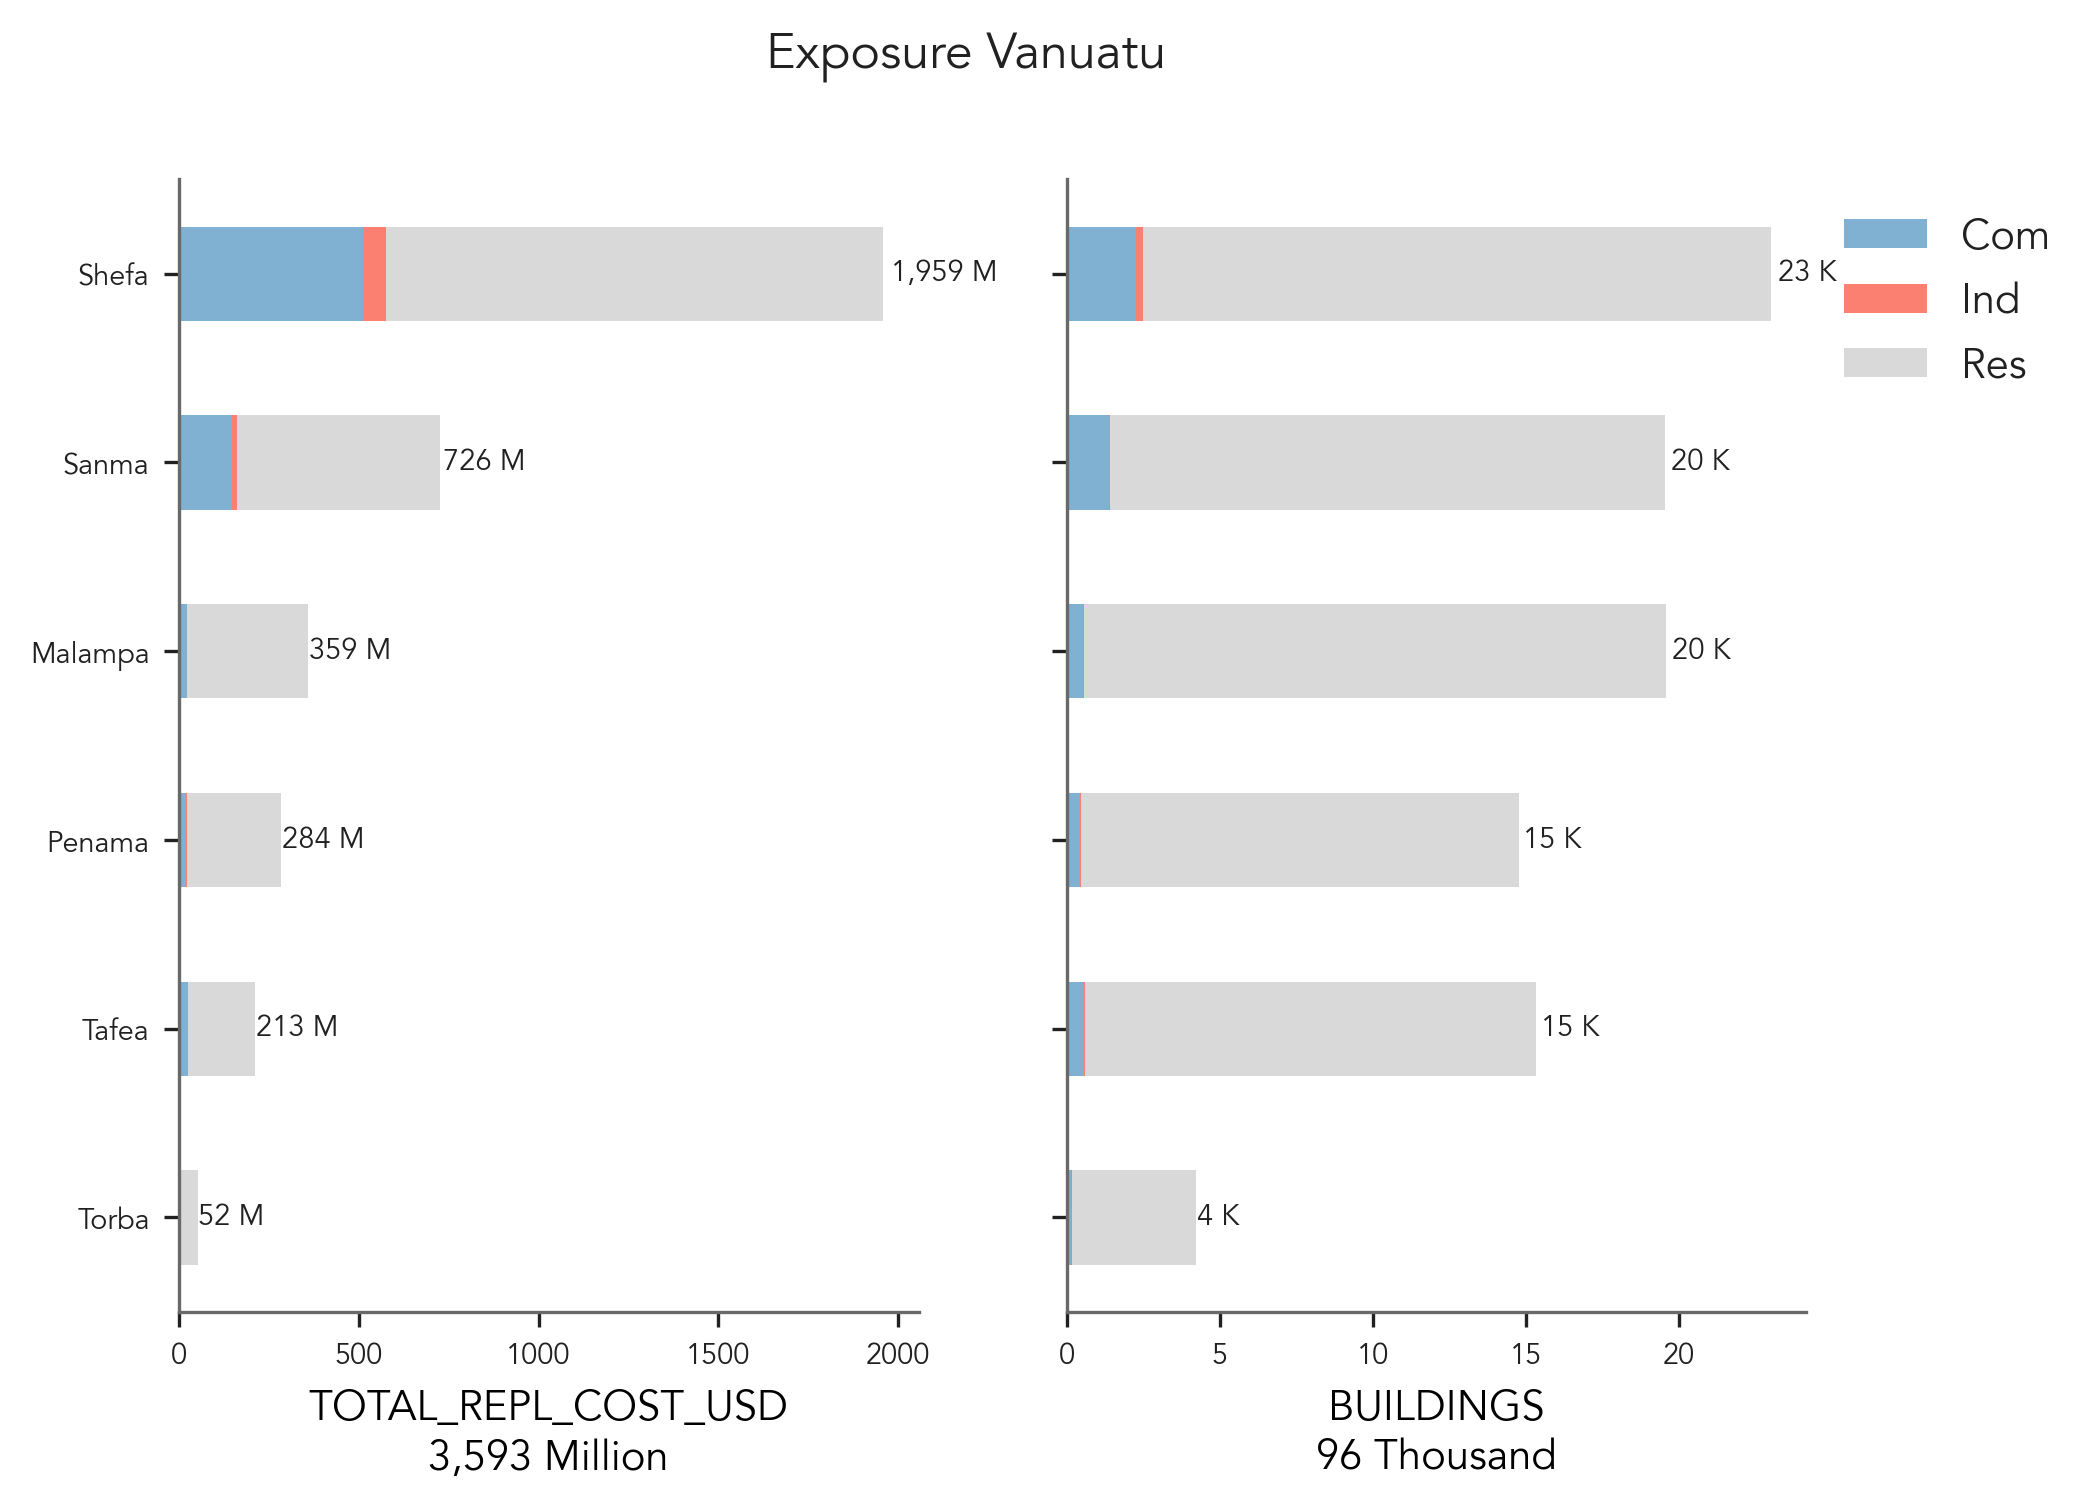 Exposure Vanuatu
Shefa
1,959 M
Sanma
726 M
Malampa
359 M
Penama
284 M
Tafea
213 M
Torba
52 M
0 500 1000 1500 2000
TOTAL_REPL_COST_USD
3,593 Million
23 K
20 K
20 K
15 K
15 K
4 K
0 5 10 15 20
BUILDINGS
96 Thousand
Com
Ind
Res